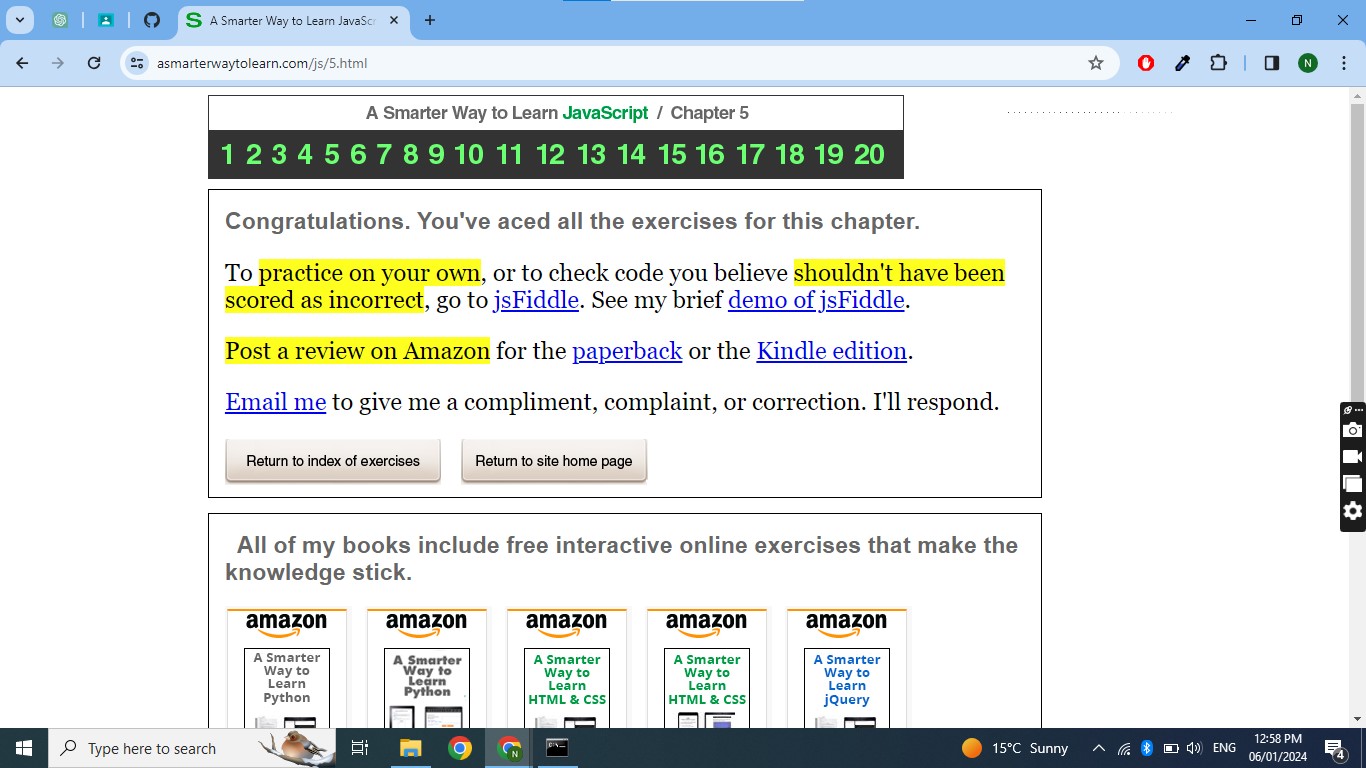 A Smarter Way to Learn JavaScr
asmarterwaytolearn.com/js/5.html
N
A Smarter Way to Learn JavaScript / Chapter 5
1 2 3 4 5 6 7 8 9 10 11 12 13 14 15 16 17 18 19 20
Congratulations. You've aced all the exercises for this chapter.
To practice on your own, or to check code you believe shouldn't have been
scored as incorrect, go to jsFiddle. See my brief demo of jsFiddle.
Post a review on Amazon for the paperback or the Kindle edition.
Email me to give me a compliment, complaint, or correction. I'll respond.
Return to index of exercises
Return to site home page
All of my books include free interactive online exercises that make the
knowledge stick.
amazon
A Smarter
Way to
Learn
Python
amazon
A Smarter
Way to
Learn
Python
amazon
A Smarter
Way to
Learn
HTML & CSS
amazon
A Smarter
Way to
Learn
HTML & CSS
amazon
A Smarter
Way to
Learn
jQuery
Type here to search
N
15°C Sunny
ENG
12:58 PM
06/01/2024
4